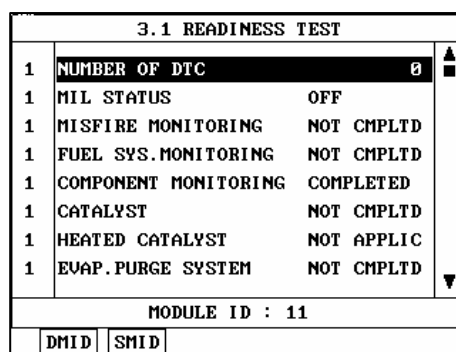 3.1 READINESS TEST
1 NUMBER OF DTC 0
1 MIL STATUS OFF
1 MISFIRE MONITORING NOT CMPLTD
1 FUEL SYS.MONITORING NOT CMPLTD
1 COMPONENT MONITORING COMPLETED
1 CATALYST NOT CMPLTD
1 HEATED CATALYST NOT APPLIC
1 EVAP.PURGE SYSTEM NOT CMPLTD
MODULE ID : 11
DMID SMID